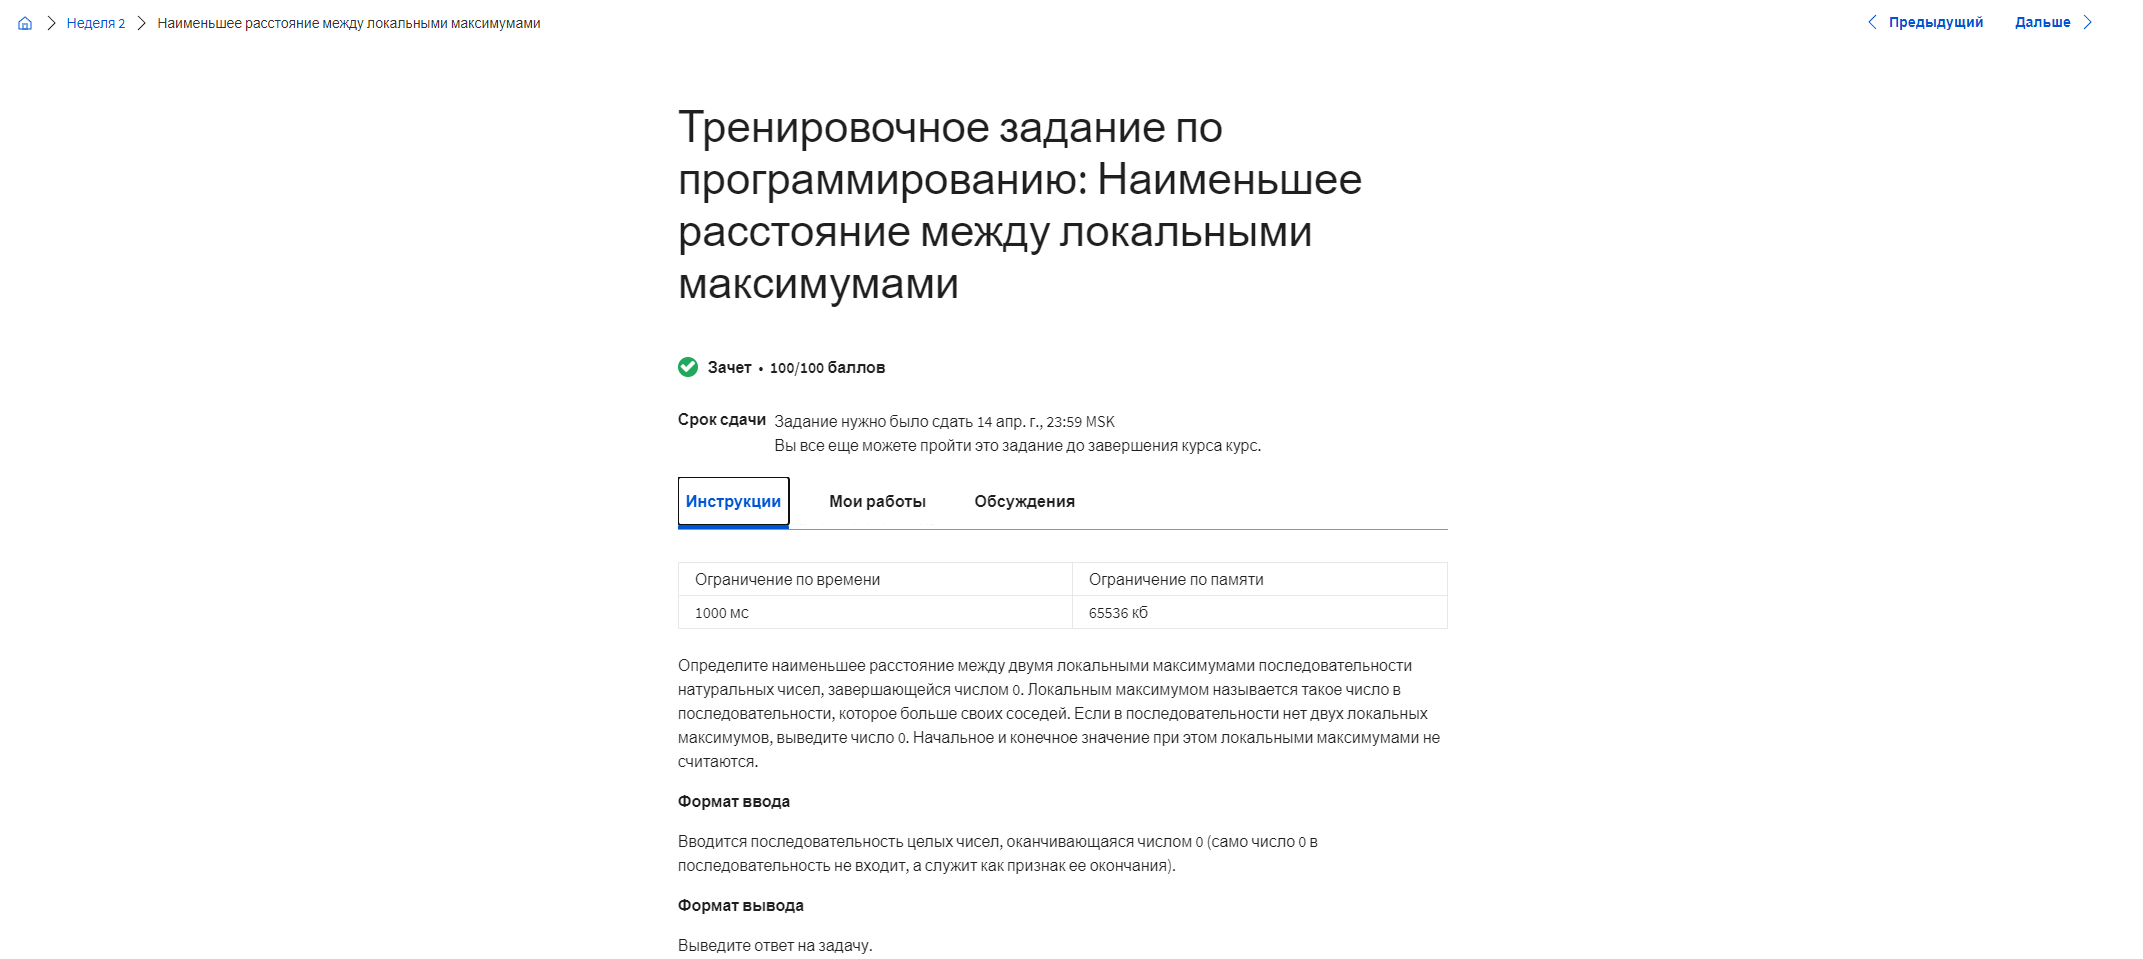 Неделя 2 Наименьшее расстояние между локальными максимумами
Предыдущий Дальше
Тренировочное задание по
программированию: Наименьшее
расстояние между локальными
максимумами
Зачет • 100/100 баллов
Срок сдачи Задание нужно было сдать 14 апр. г., 23:59 MSK
Вы все еще можете пройти это задание до завершения курса курс.
Инструкции Мои работы Обсуждения
Ограничение по времени Ограничение по памяти
1000 мс 65536 кб
Определите наименьшее расстояние между двумя локальными максимумами последовательности
натуральных чисел, завершающейся числом 0. Локальным максимумом называется такое число в
последовательности, которое больше своих соседей. Если в последовательности нет двух локальных
максимумов, выведите число 0. Начальное и конечное значение при этом локальными максимумами не
считаются.
Формат ввода
Вводится последовательность целых чисел, оканчивающаяся числом 0 (само число 0 в
последовательность не входит, а служит как признак ее окончания).
Формат вывода
Выведите ответ на задачу.